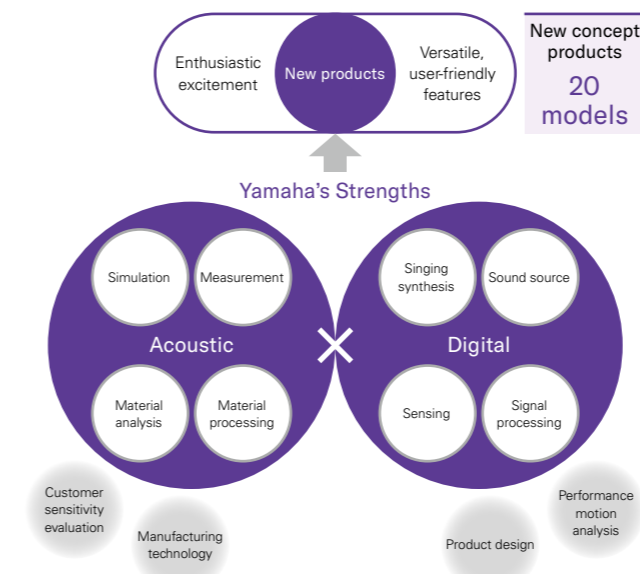 Enthusiastic
excitement
New products
Versatile,
user-friendly
features
New concept
products
20
models
Yamaha's Strengths
Simulation
Measurement
Acoustic
Material
analysis
Material
processing
×
Singing
synthesis
Sound source
Digital
Sensing
Signal
processing
Customer
sensitivity
evaluation
Manufacturing
technology
Product design
Performance
motion
analysis